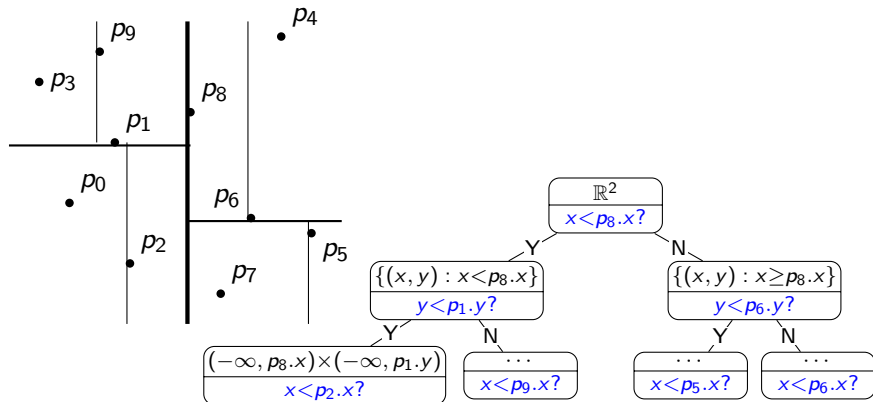 p₄
p₉
p₃
p₈
p₁
p₀
p₆
p₂
p₅
p₇
ℝ²
x<p₈.x?
Y
N
{(x, y) : x<p₈.x}
{(x, y) : x≥p₈.x}
y<p₁.y?
y<p₆.y?
Y
N
Y
N
(−∞, p₈.x)×(−∞, p₁.y)
···
···
···
x<p₂.x?
x<p₉.x?
x<p₅.x?
x<p₆.x?